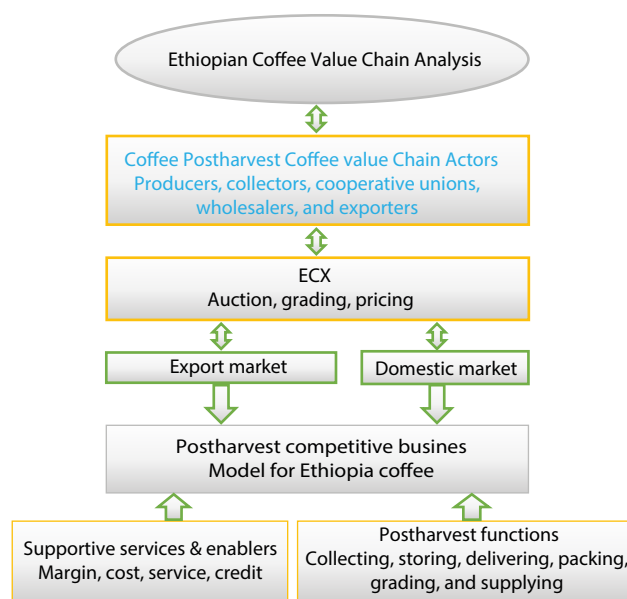 Ethiopian Coffee Value Chain Analysis
Coffee Postharvest Coffee value Chain Actors
Producers, collectors, cooperative unions,
wholesalers, and exporters
ECX
Auction, grading, pricing
Export market
Domestic market
Postharvest competitive busines
Model for Ethiopia coffee
Supportive services & enablers
Margin, cost, service, credit
Postharvest functions
Collecting, storing, delivering, packing,
grading, and supplying